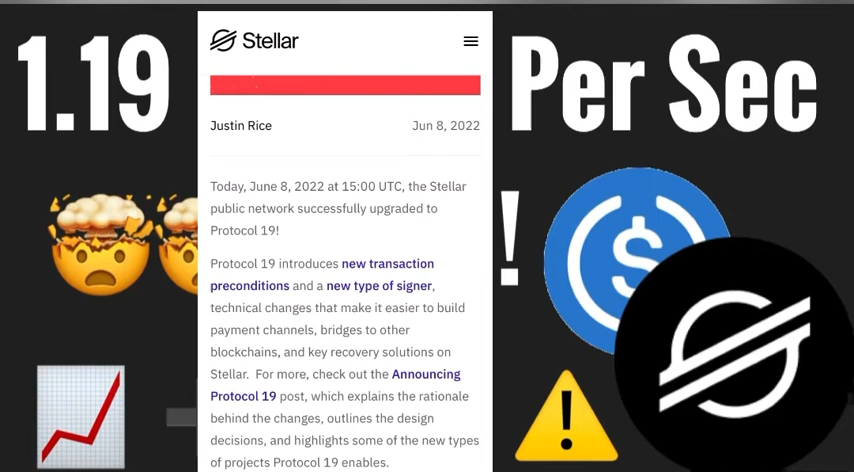 1.19
Per Sec
Stellar
Justin Rice
Jun 8, 2022
Today, June 8, 2022 at 15:00 UTC, the Stellar
public network successfully upgraded to
Protocol 19!
Protocol 19 introduces new transaction
preconditions and a new type of signer,
technical changes that make it easier to build
payment channels, bridges to other
blockchains, and key recovery solutions on
Stellar. For more, check out the Announcing
Protocol 19 post, which explains the rationale
behind the changes, outlines the design
decisions, and highlights some of the new types
of projects Protocol 19 enables.
!
$